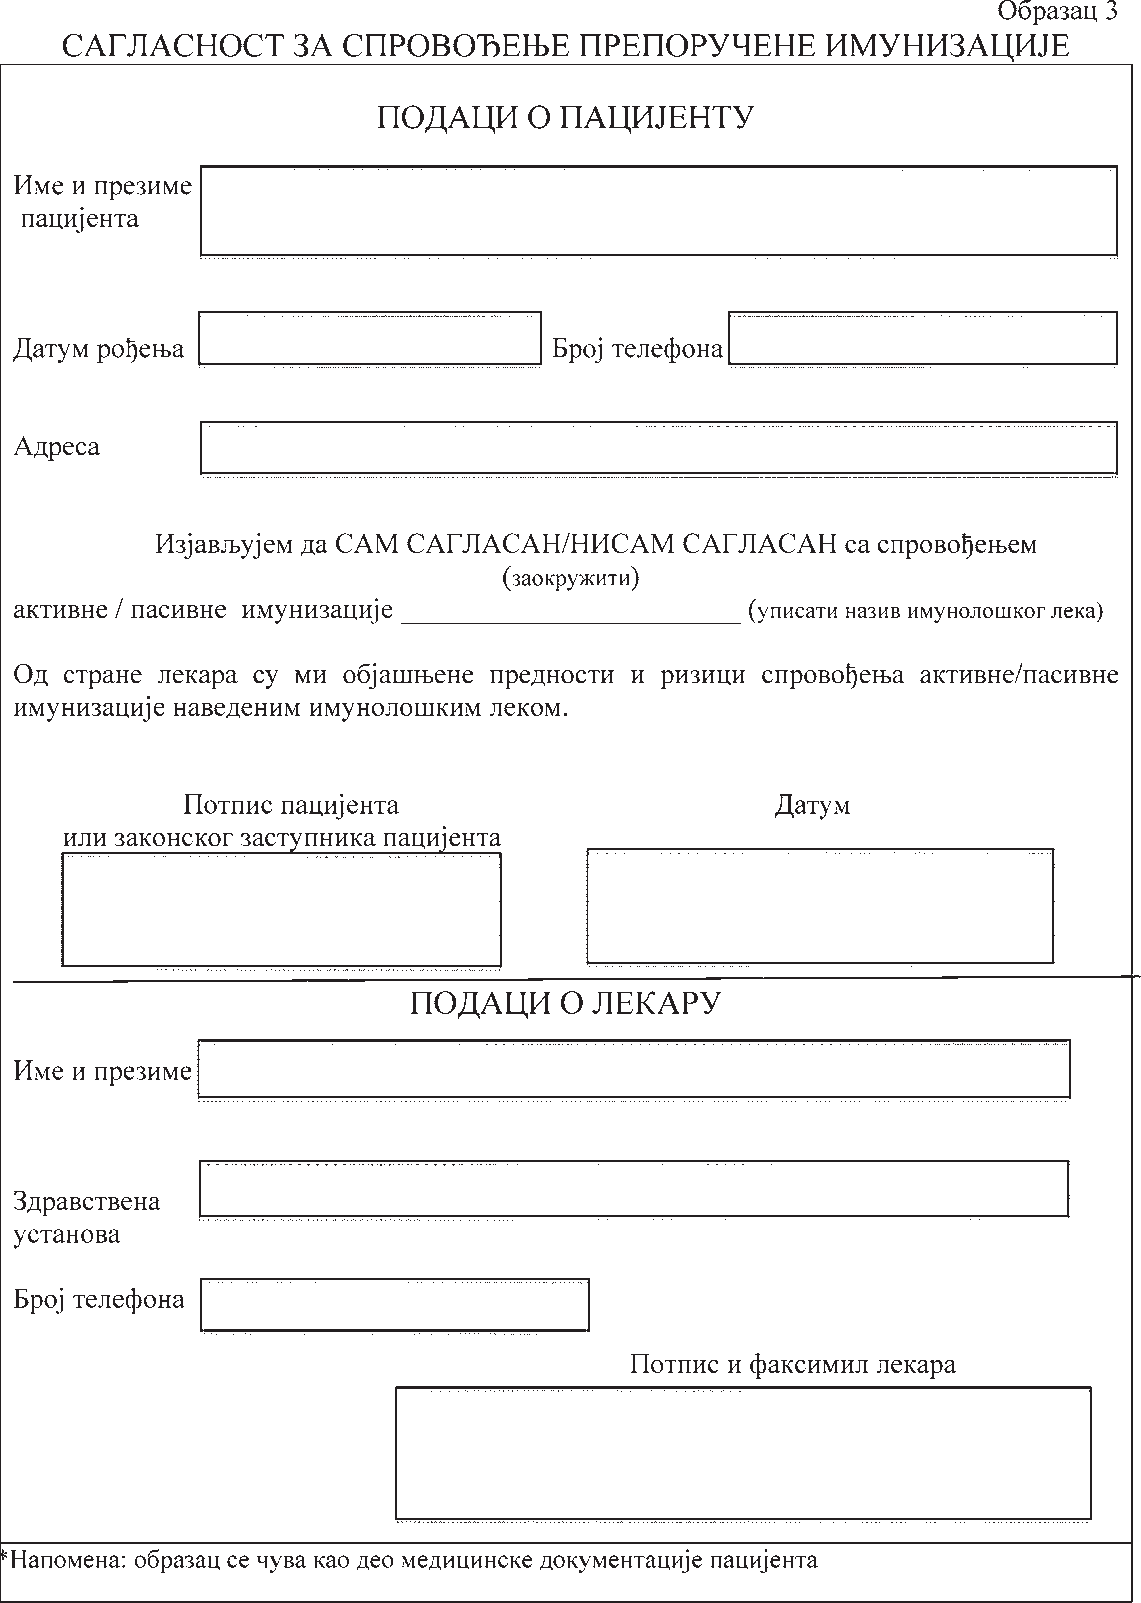 Образац 3
САГЛАСНОСТ ЗА СПРОВОЂЕЊЕ ПРЕПОРУЧЕНЕ ИМУНИЗАЦИЈЕ
ПОДАЦИ О ПАЦИЈЕНТУ
Име и презиме
пацијента
Датум рођења
Број телефона
Адреса
Изјављујем да САМ САГЛАСАН/НИСАМ САГЛАСАН са спровођењем
(заокружити)
активне / пасивне имунизације _________________________ (уписати назив имунолошког лека)
Од стране лекара су ми објашњене предности и ризици спровођења активне/пасивне
имунизације наведеним имунолошким леком.
Потпис пацијента
или законског заступника пацијента
Датум
ПОДАЦИ О ЛЕКАРУ
Име и презиме
Здравствена
установа
Број телефона
Потпис и факсимил лекара
*Напомена: образац се чува као део медицинске документације пацијента